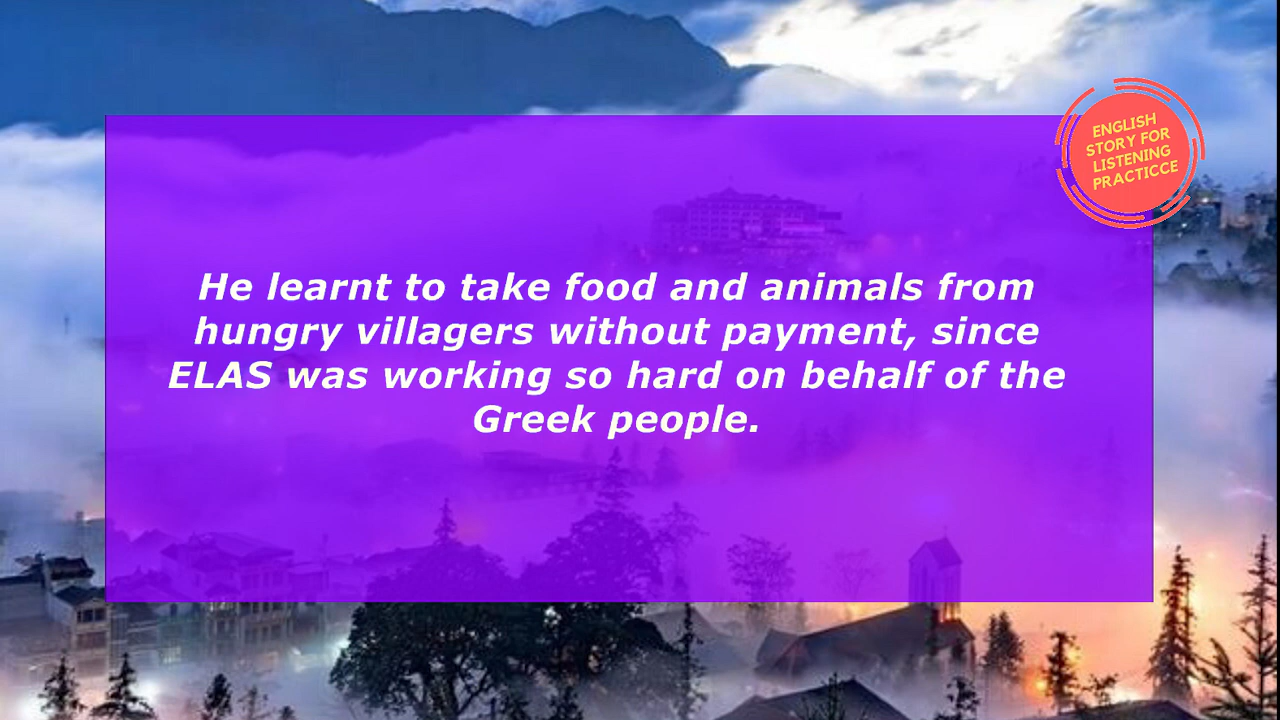 ENGLISH
STORY FOR
LISTENING
PRACTICCE
He learnt to take food and animals from
hungry villagers without payment, since
ELAS was working so hard on behalf of the
Greek people.